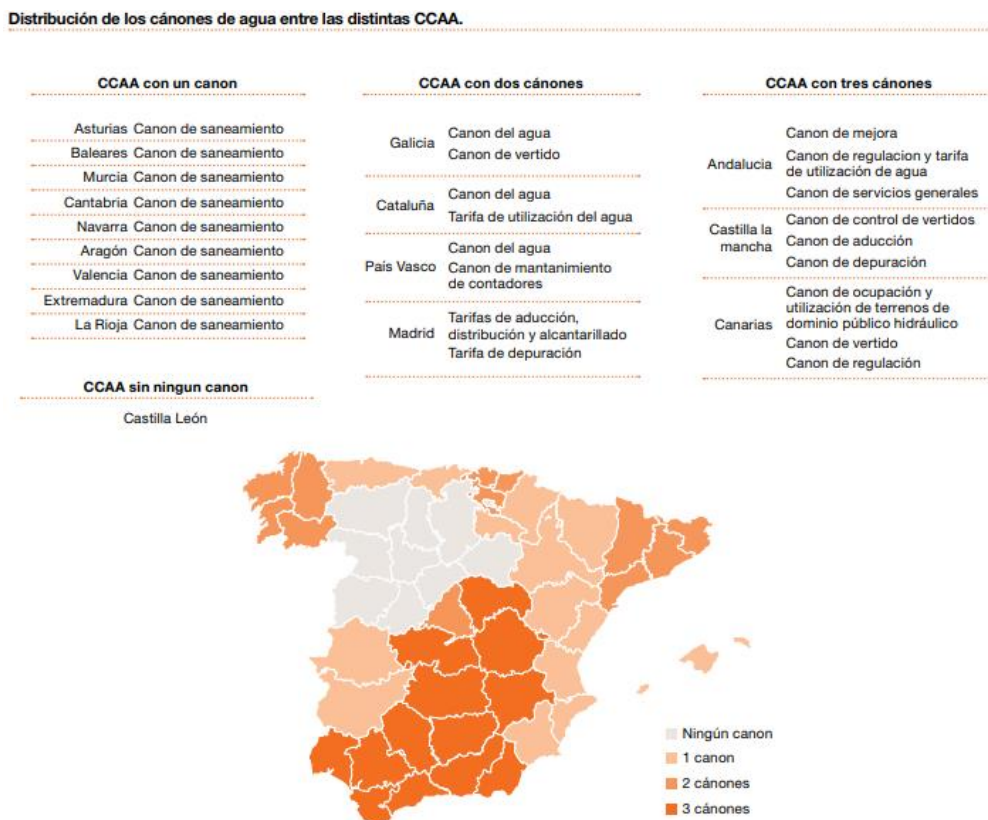 Distribución de los cánones de agua entre las distintas CCAA.
CCAA con un canon
Asturias Canon de saneamiento
Baleares Canon de saneamiento
Murcia Canon de saneamiento
Cantabria Canon de saneamiento
Navarra Canon de saneamiento
Aragón Canon de saneamiento
Valencia Canon de saneamiento
Extremadura Canon de saneamiento
La Rioja Canon de saneamiento
CCAA sin ningun canon
Castilla León
CCAA con dos cánones
Galicia
Canon del agua
Canon de vertido
Cataluña
Canon del agua
Tarifa de utilización del agua
País Vasco
Canon del agua
Canon de mantanimiento
de contadores
Madrid
Tarifas de aducción,
distribución y alcantarillado
Tarifa de depuración
CCAA con tres cánones
Andalucia
Canon de mejora
Canon de regulacion y tarifa
de utilización de agua
Canon de servicios generales
Castilla la
mancha
Canon de control de vertidos
Canon de aducción
Canon de depuración
Canarias
Canon de ocupación y
utilización de terrenos de
dominio público hidráulico
Canon de vertido
Canon de regulación
Ningún canon
1 canon
2 cánones
3 cánones